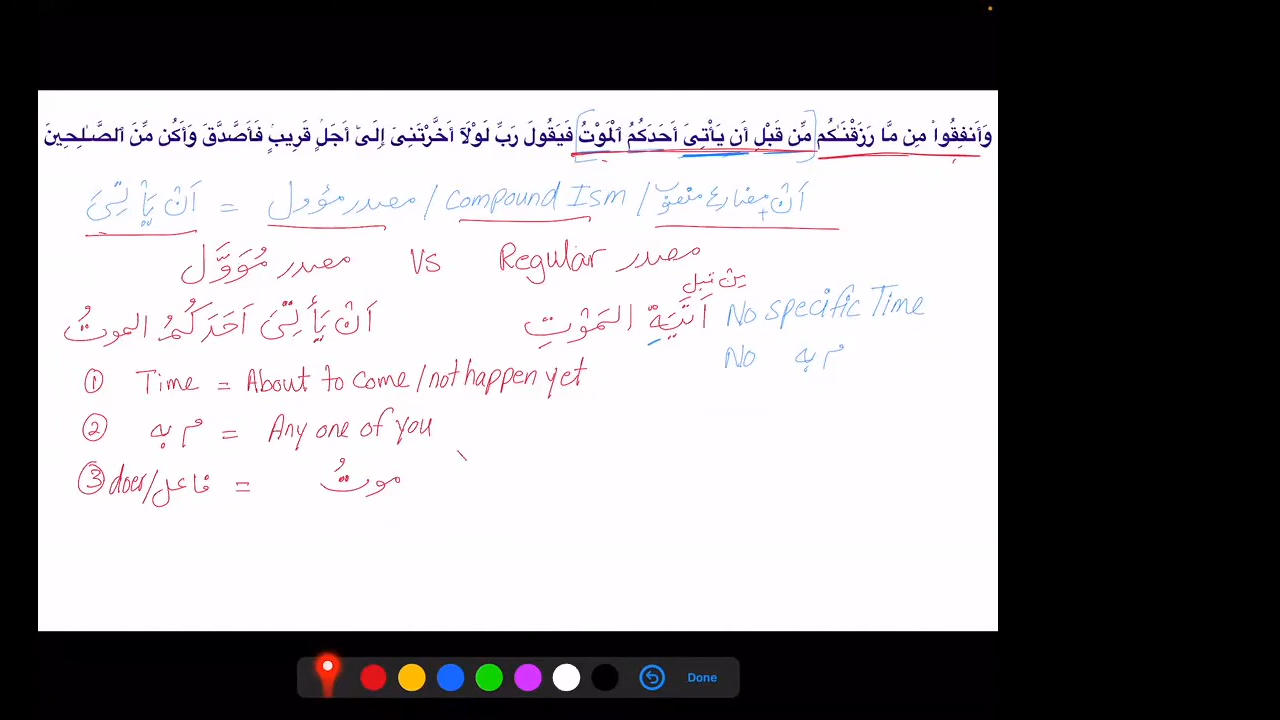 وَأَنفِقُوا۟ مِن مَّا رَزَقْنَـٰكُم مِّن قَبْلِ أَن يَأْتِىَ أَحَدَكُمُ ٱلْمَوْتُ فَيَقُولَ رَبِّ لَوْلَآ أَخَّرْتَنِىٓ إِلَىٰٓ أَجَلٍ قَرِيبٍ فَأَصَّدَّقَ وَأَكُن مِّنَ ٱلصَّـٰلِحِينَ
أَنْ يَأْتِيَ = مصدر مؤول / Compound Ism / أَنْ + مضارع منصوب
مصدر مُؤَوَّل vs Regular مصدر
مِن قبل
أَنْ يَأْتِيَ أَحَدَكُمُ الموتُ أَتْيَةِ المَوْتِ No specific Time
No م به
① Time = About to come / not happen yet
② م به = Any one of you
③ doer/فاعل = موتُ
Done